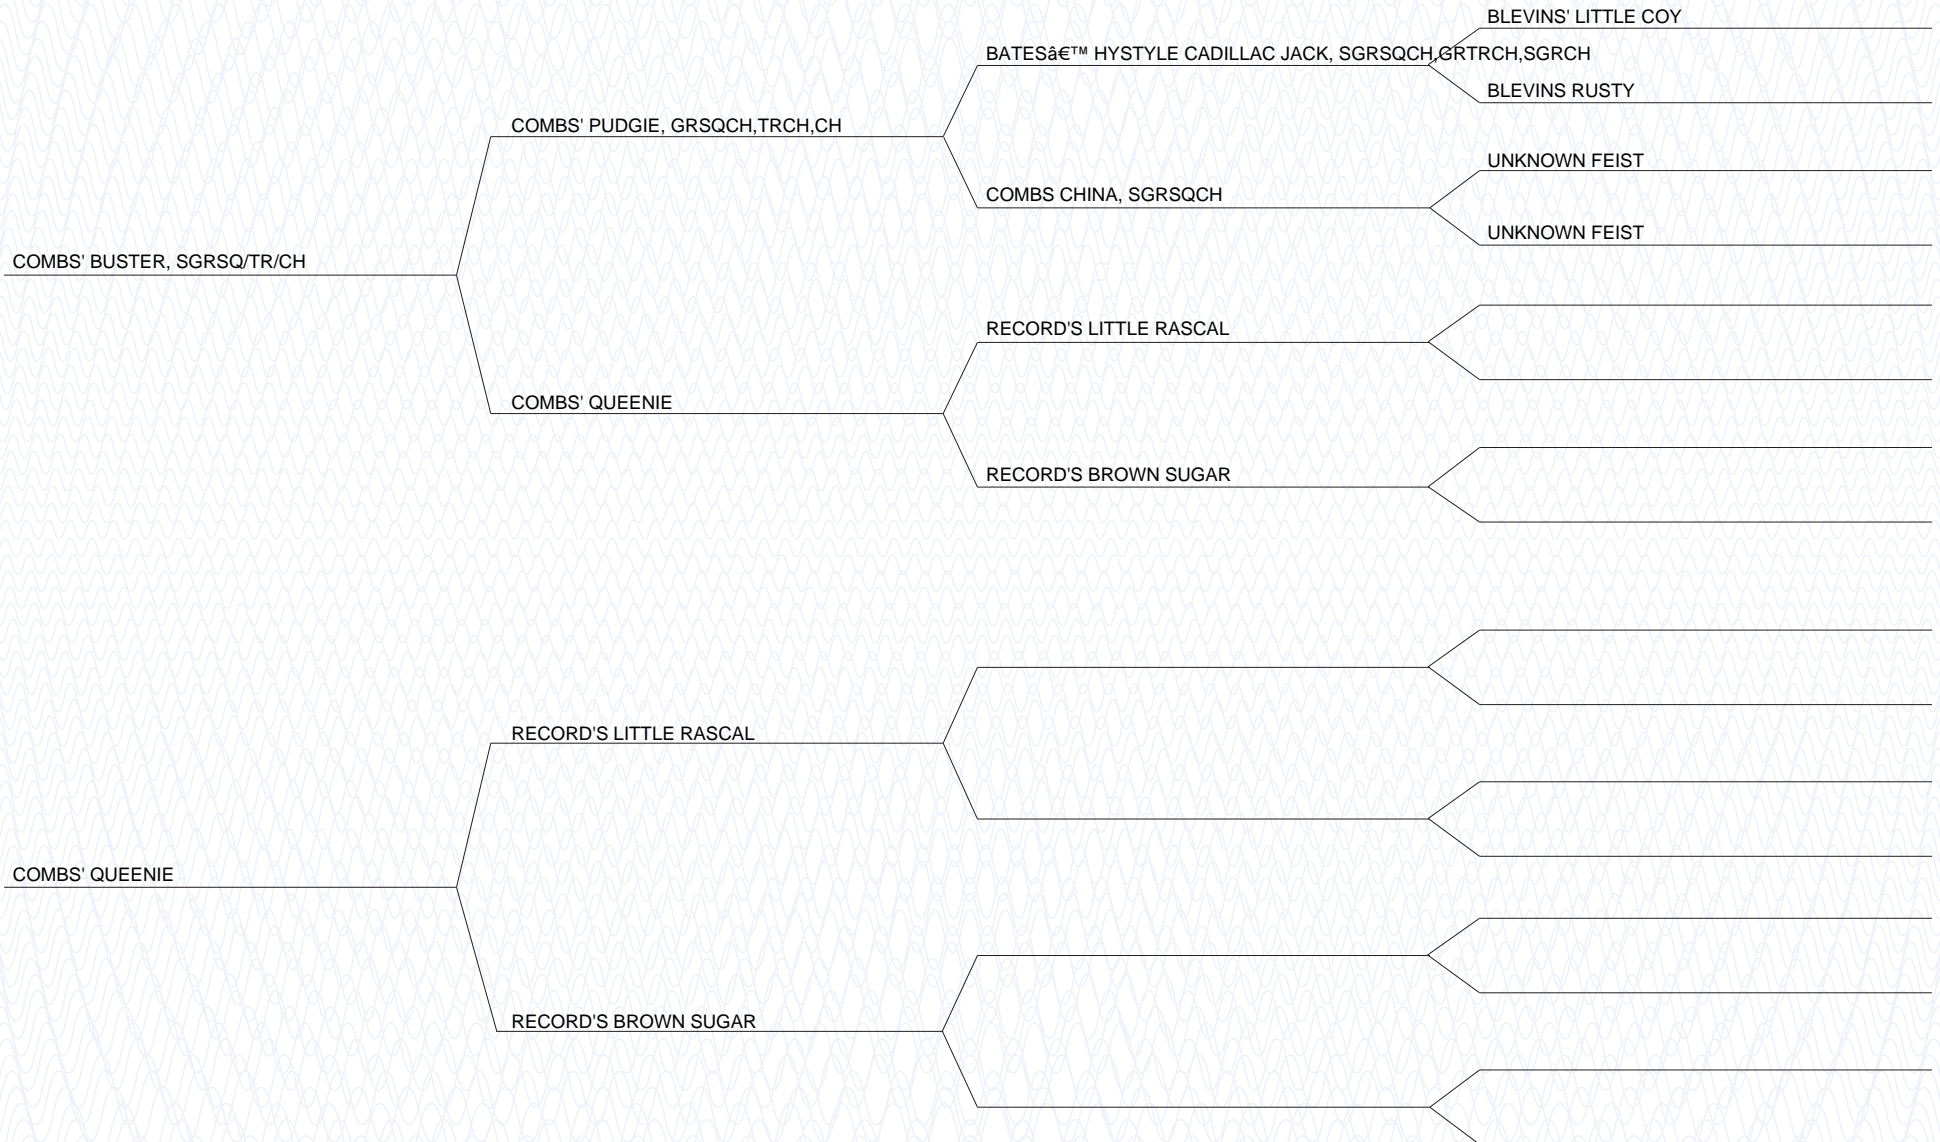 BLEVINS' LITTLE COY
BATESâ€™ HYSTYLE CADILLAC JACK, SGRSQCH,GRTRCH,SGRCH
BLEVINS RUSTY
COMBS' PUDGIE, GRSQCH,TRCH,CH
UNKNOWN FEIST
COMBS CHINA, SGRSQCH
UNKNOWN FEIST
COMBS' BUSTER, SGRSQ/TR/CH
RECORD'S LITTLE RASCAL
COMBS' QUEENIE
RECORD'S BROWN SUGAR
RECORD'S LITTLE RASCAL
COMBS' QUEENIE
RECORD'S BROWN SUGAR